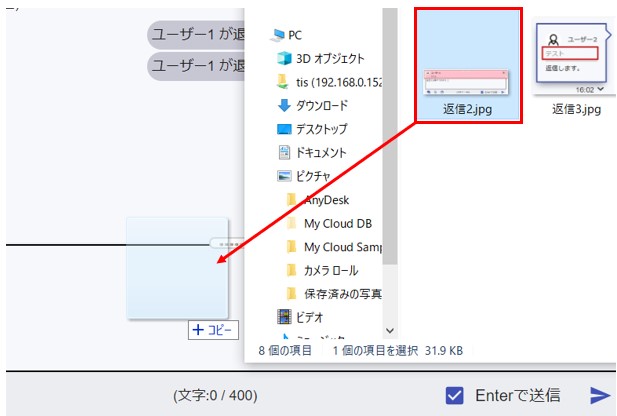 ユーザー1 が退
ユーザー1 が退
PC
3D オブジェクト
tis (192.168.0.152
ダウンロード
デスクトップ
ドキュメント
ピクチャ
AnyDesk
My Cloud DB
My Cloud Samp
カメラ ロール
保存済みの写真
ビデオ
ミュージック
8 個の項目 1 個の項目を選択 31.9 KB
返信2.jpg
ユーザー2
テスト
返信します。
16:02
返信3.jpg
+ コピー
(文字:0 / 400)
Enterで送信